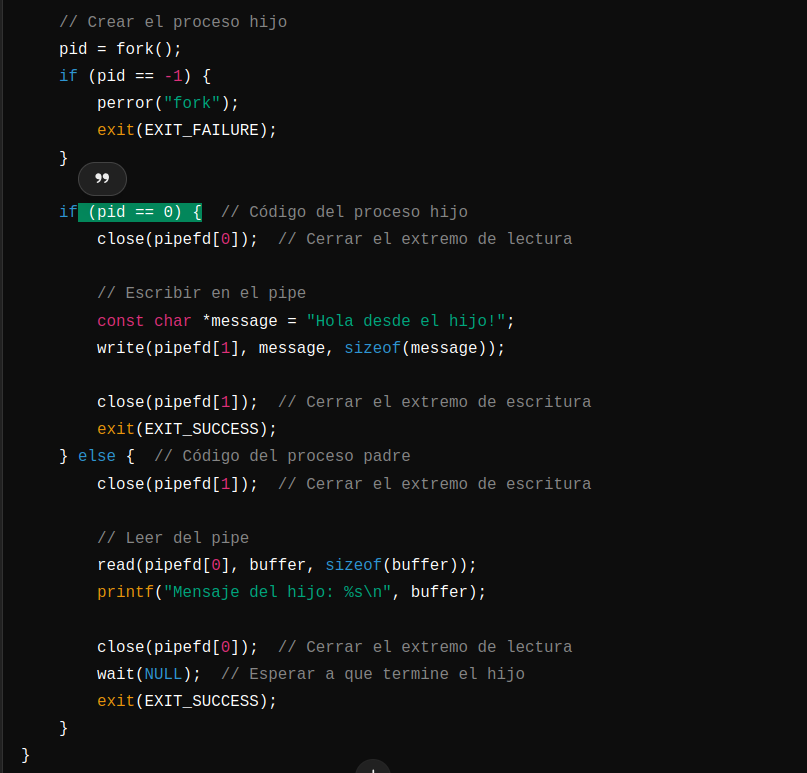 // Crear el proceso hijo
pid = fork();
if (pid == -1) {
perror("fork");
exit(EXIT_FAILURE);
}
if (pid == 0) {  // Código del proceso hijo
close(pipefd[0]);  // Cerrar el extremo de lectura
// Escribir en el pipe
const char *message = "Hola desde el hijo!";
write(pipefd[1], message, sizeof(message));
close(pipefd[1]);  // Cerrar el extremo de escritura
exit(EXIT_SUCCESS);
} else {  // Código del proceso padre
close(pipefd[1]);  // Cerrar el extremo de escritura
// Leer del pipe
read(pipefd[0], buffer, sizeof(buffer));
printf("Mensaje del hijo: %s\n", buffer);
close(pipefd[0]);  // Cerrar el extremo de lectura
wait(NULL);  // Esperar a que termine el hijo
exit(EXIT_SUCCESS);
}
}